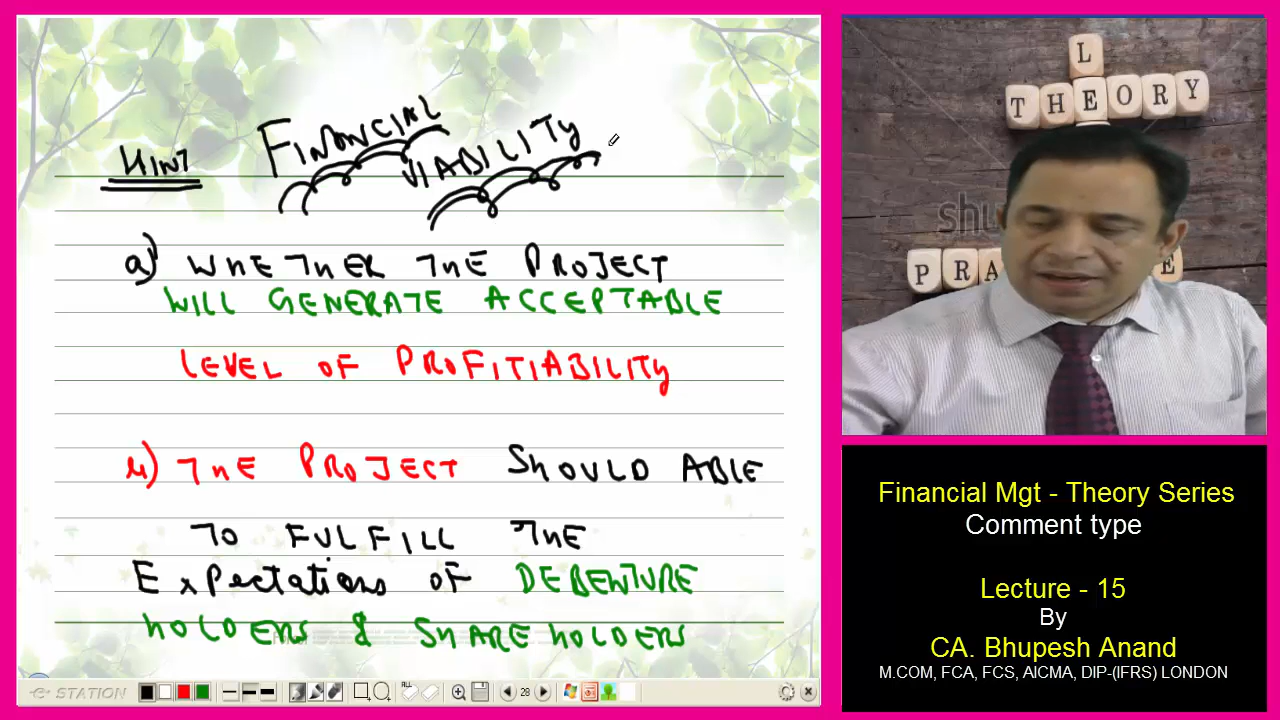 HINT
FINANCIAL
VIABILITY
a) WHETHER THE PROJECT
WILL GENERATE ACCEPTABLE
LEVEL OF PROFITIABILITY
THE PROJECT SHOULD ABLE
TO FULFILL THE
Expectations OF DEBENTURE
HOLDERS & SHARE HOLDERS
e-STATION
28
L
THEORY
shu
PRA E
Financial Mgt - Theory Series
Comment type
Lecture - 15
By
CA. Bhupesh Anand
M.COM, FCA, FCS, AICMA, DIP-(IFRS) LONDON